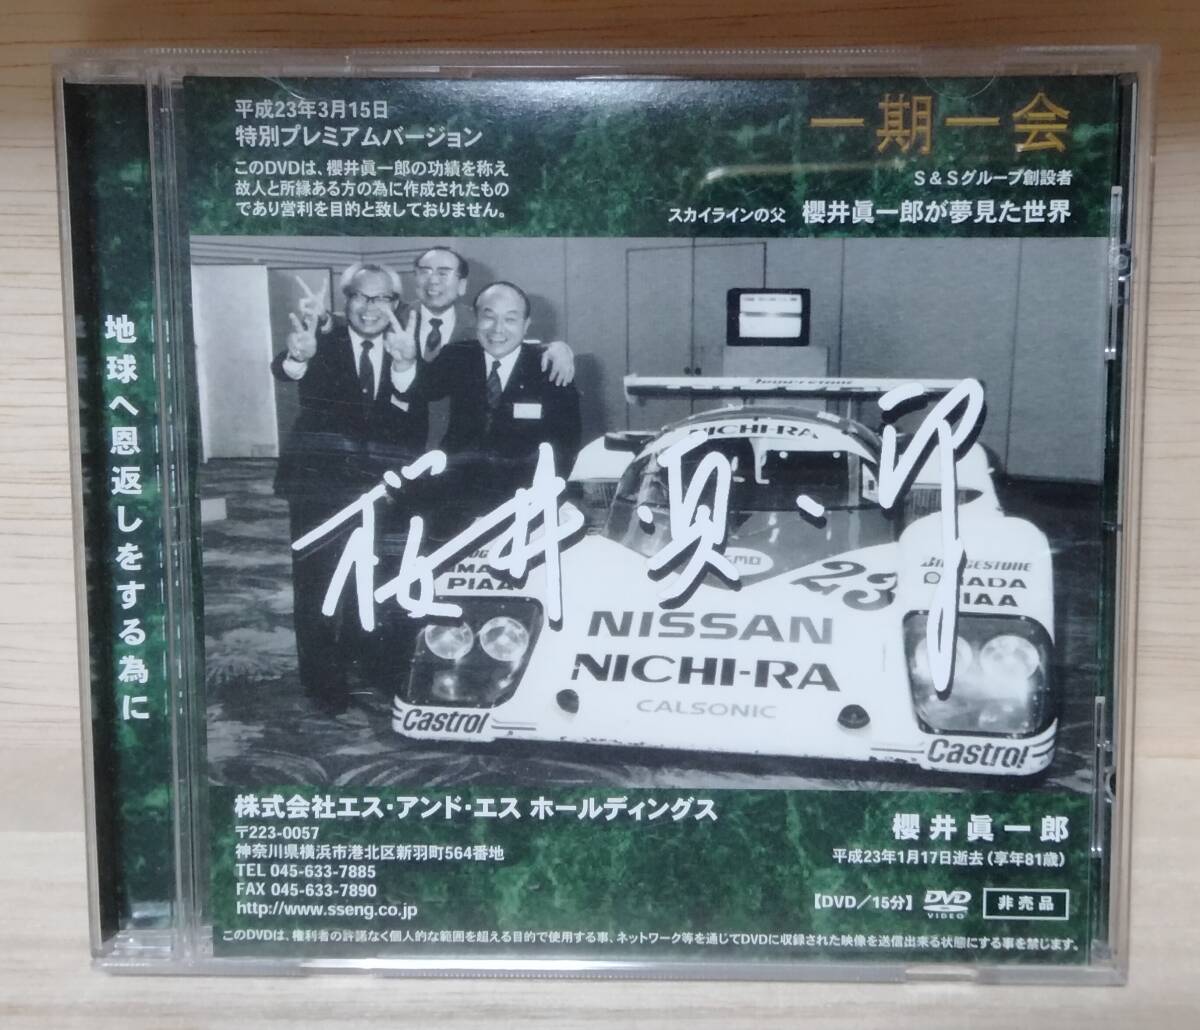 平成23年3月15日
特別プレミアムバージョン
このDVDは、櫻井眞一郎の功績を称え
故人と所縁ある方の為に作成されたもの
であり営利を目的と致しておりません。
一期一会
S&Sグループ創設者
スカイラインの父 櫻井眞一郎が夢見た世界
地球へ恩返しをする為に
BRIDGESTONE
NICHI-RA
桜井眞一郎
PIAA
23
BRIDGESTONE
PIAA
NISSAN
NICHI-RA
CALSONIC
Castrol
Castrol
株式会社エス・アンド・エス ホールディングス
〒223-0057
神奈川県横浜市港北区新羽町564番地
TEL 045-633-7885
FAX 045-633-7890
http://www.sseng.co.jp
櫻井眞一郎
平成23年1月17日逝去(享年81歳)
【DVD/15分】 DVD VIDEO 非売品
このDVDは、権利者の許諾なく個人的な範囲を超える目的で使用する事、ネットワーク等を通じてDVDに収録された映像を送信出来る状態にする事を禁じます。